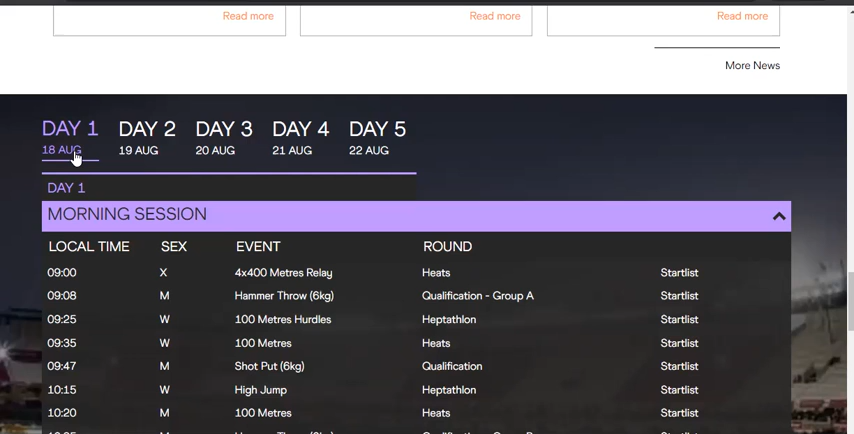 Read more Read more Read more
More News
DAY 1 DAY 2 DAY 3 DAY 4 DAY 5
18 AUG 19 AUG 20 AUG 21 AUG 22 AUG
DAY 1
MORNING SESSION
LOCAL TIME SEX EVENT ROUND
09:00 X 4x400 Metres Relay Heats Startlist
09:08 M Hammer Throw (6kg) Qualification - Group A Startlist
09:25 W 100 Metres Hurdles Heptathlon Startlist
09:35 W 100 Metres Heats Startlist
09:47 M Shot Put (6kg) Qualification Startlist
10:15 W High Jump Heptathlon Startlist
10:20 M 100 Metres Heats Startlist